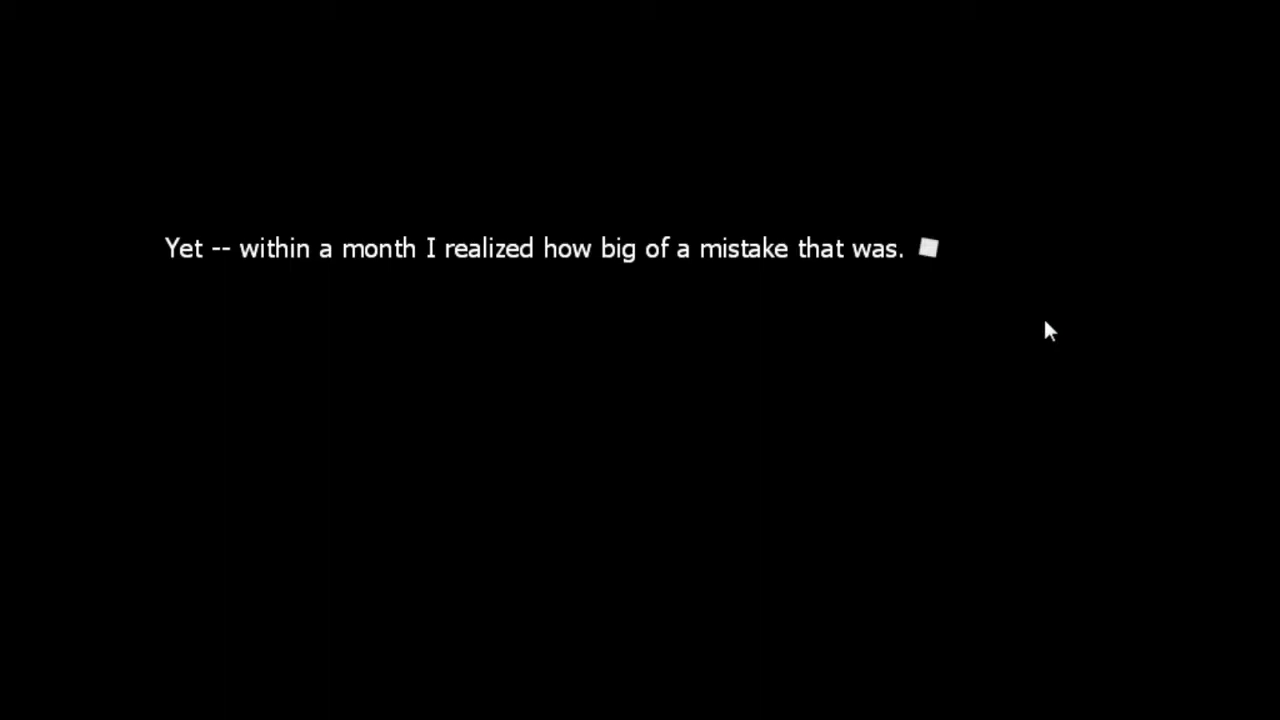 Yet -- within a month I realized how big of a mistake that was.